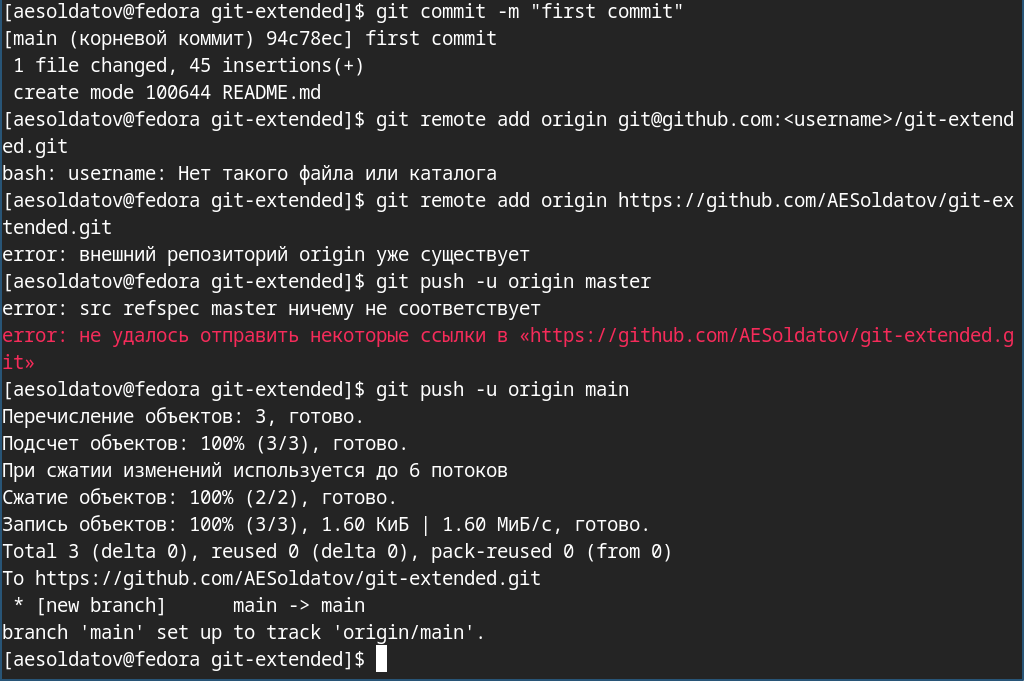 [aesoldatov@fedora git-extended]$ git commit -m "first commit"
[main (корневой коммит) 94c78ec] first commit
 1 file changed, 45 insertions(+)
 create mode 100644 README.md
[aesoldatov@fedora git-extended]$ git remote add origin git@github.com:<username>/git-extend
ed.git
bash: username: Нет такого файла или каталога
[aesoldatov@fedora git-extended]$ git remote add origin https://github.com/AESoldatov/git-ex
tended.git
error: внешний репозиторий origin уже существует
[aesoldatov@fedora git-extended]$ git push -u origin master
error: src refspec master ничему не соответствует
error: не удалось отправить некоторые ссылки в «https://github.com/AESoldatov/git-extended.g
it»
[aesoldatov@fedora git-extended]$ git push -u origin main
Перечисление объектов: 3, готово.
Подсчет объектов: 100% (3/3), готово.
При сжатии изменений используется до 6 потоков
Сжатие объектов: 100% (2/2), готово.
Запись объектов: 100% (3/3), 1.60 КиБ | 1.60 МиБ/с, готово.
Total 3 (delta 0), reused 0 (delta 0), pack-reused 0 (from 0)
To https://github.com/AESoldatov/git-extended.git
 * [new branch]      main -> main
branch 'main' set up to track 'origin/main'.
[aesoldatov@fedora git-extended]$